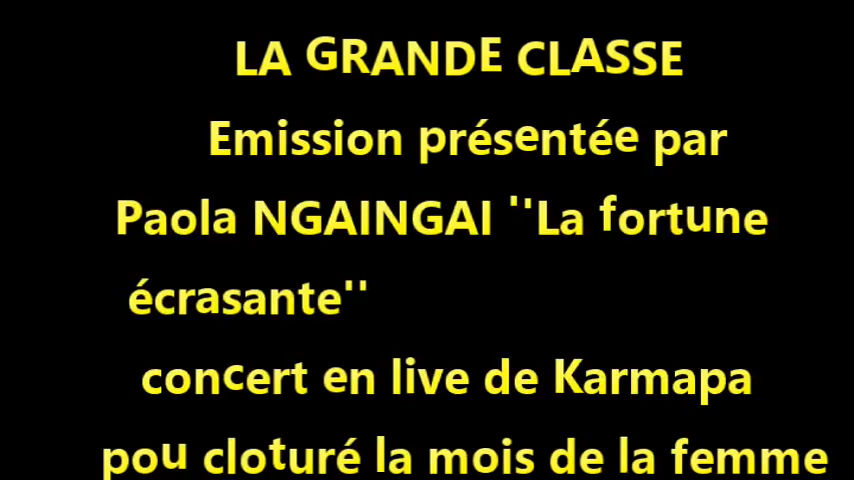 LA GRANDE CLASSE
Emission présentée par
Paola NGAINGAI ''La fortune
écrasante''
concert en live de Karmapa
pou cloturé la mois de la femme